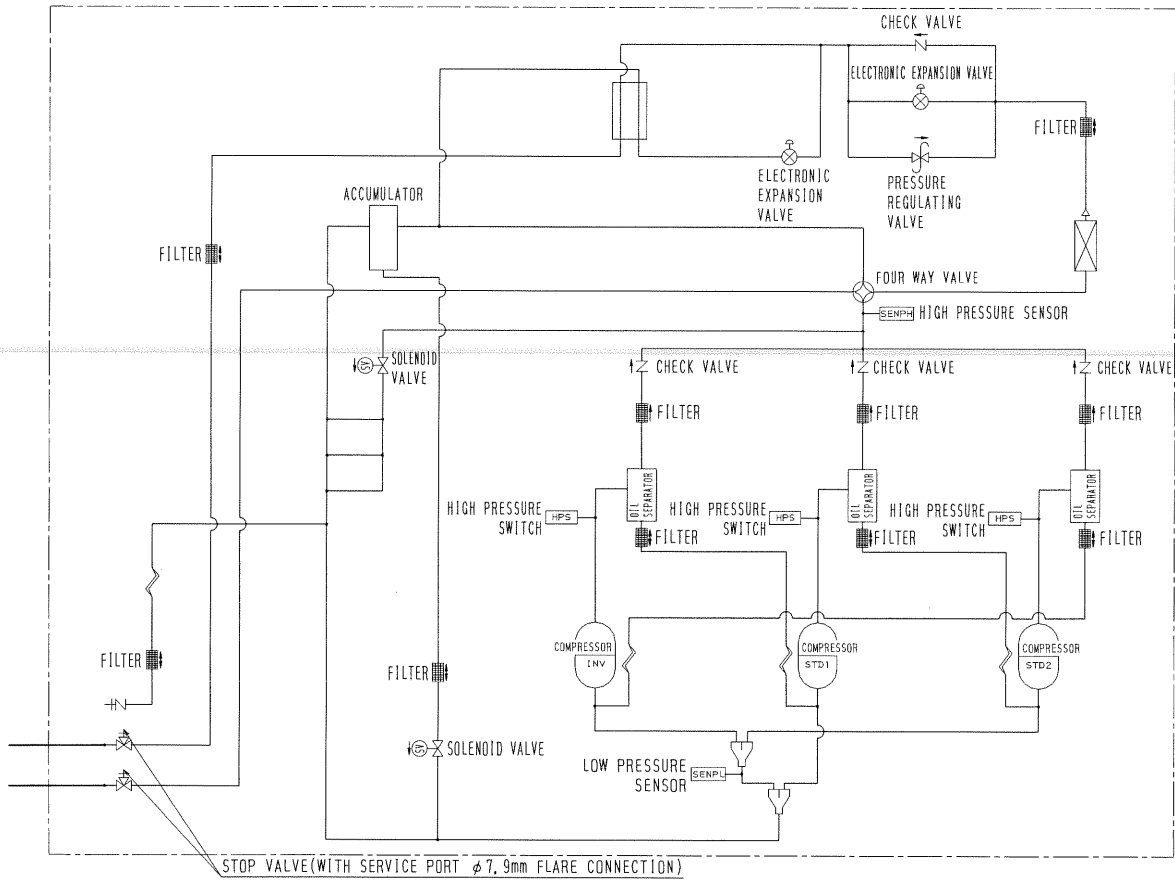 CHECK VALVE
ELECTRONIC EXPANSION VALVE
FILTER
ELECTRONIC
EXPANSION
VALVE
PRESSURE
REGULATING
VALVE
ACCUMULATOR
FILTER
FOUR WAY VALVE
SENPH HIGH PRESSURE SENSOR
SV SOLENOID
VALVE
CHECK VALVE
CHECK VALVE
CHECK VALVE
FILTER
FILTER
FILTER
OIL
SEPARATOR
OIL
SEPARATOR
OIL
SEPARATOR
HIGH PRESSURE
SWITCH
HPS
HIGH PRESSURE
SWITCH
HPS
HIGH PRESSURE
SWITCH
HPS
FILTER
FILTER
FILTER
COMPRESSOR
INV
COMPRESSOR
STD1
COMPRESSOR
STD2
FILTER
FILTER
SV SOLENOID VALVE
LOW PRESSURE
SENSOR
SENPL
STOP VALVE(WITH SERVICE PORT φ7.9mm FLARE CONNECTION)